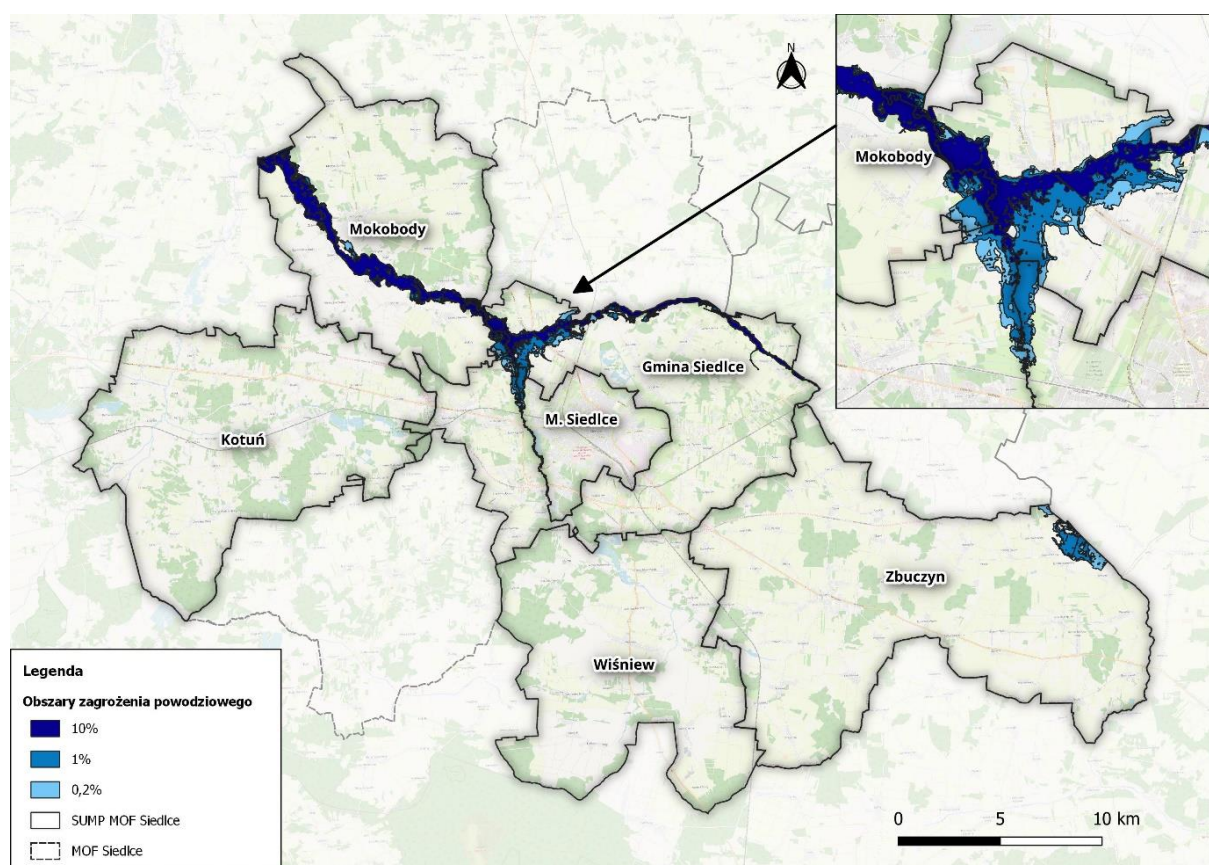 N
Mokobody
Mokobody
Gmina Siedlce
M. Siedlce
Kotuń
Zbuczyn
Wiśniew
Legenda
Obszary zagrożenia powodziowego
10%
1%
0,2%
SUMP MOF Siedlce
MOF Siedlce
0 5 10 km